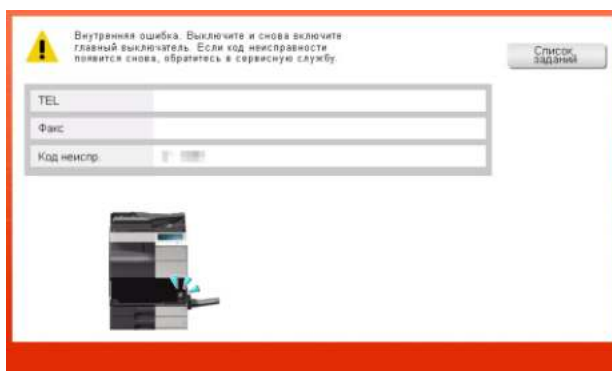 Внутренняя ошибка. Выключите и снова включите
главный выключатель. Если код неисправности
появится снова, обратитесь в сервисную службу.
Список
заданий
TEL
Факс
Код неиспр.